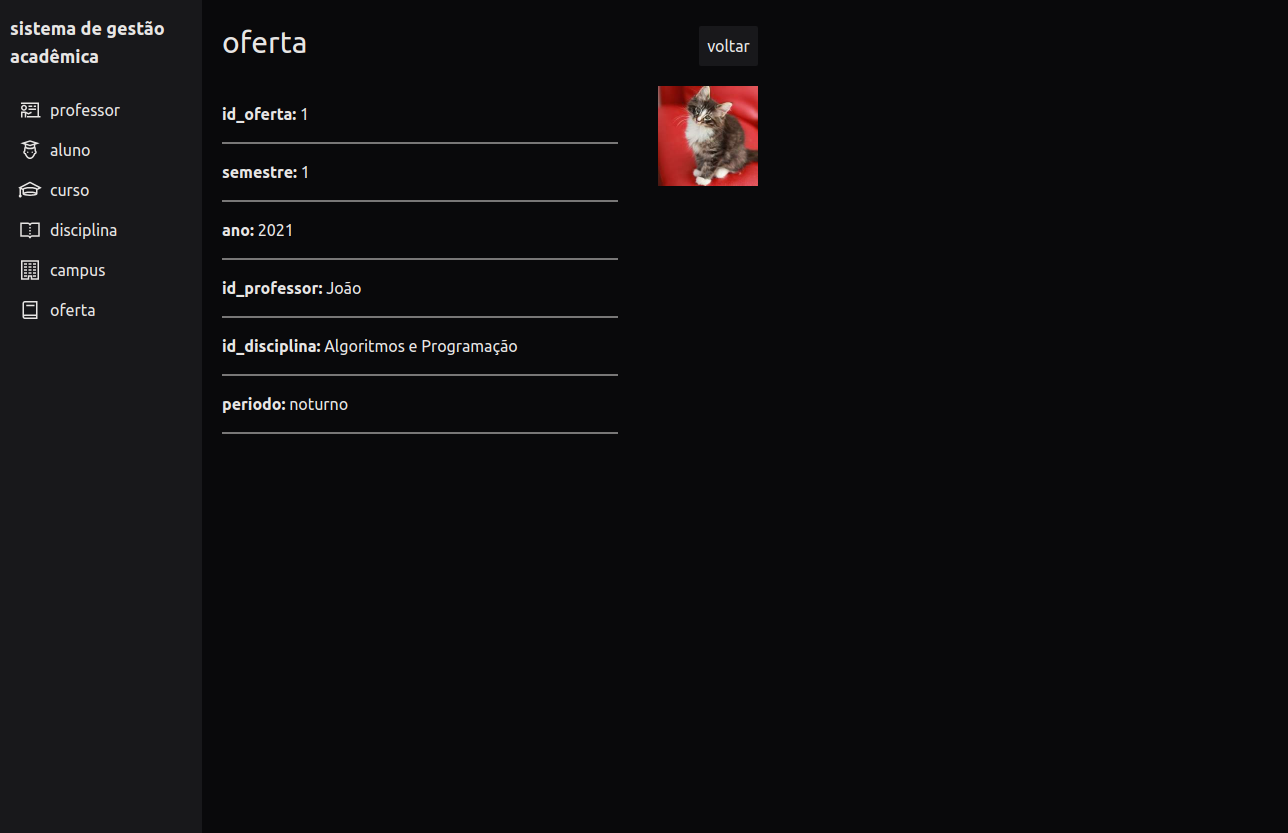 sistema de gestão
acadêmica
professor
aluno
curso
disciplina
campus
oferta
oferta
voltar
id_oferta: 1
semestre: 1
ano: 2021
id_professor: João
id_disciplina: Algoritmos e Programação
periodo: noturno